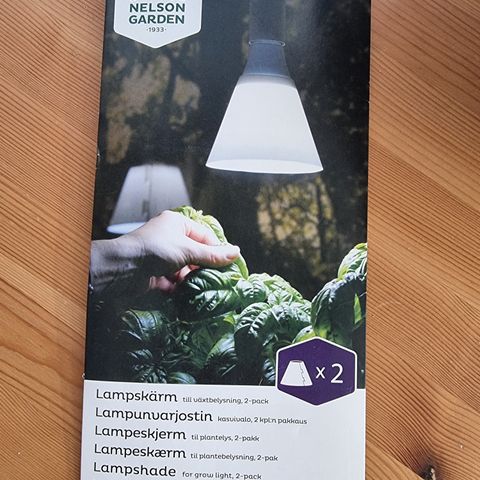 NELSON
GARDEN
·1933·
x 2
Lampskärm till växtbelysning, 2-pack
Lampunvarjostin kasvivalo, 2 kpl:n pakkaus
Lampeskjerm til plantelys, 2-pakk
Lampeskærm til plantebelysning, 2-pak
Lampshade for grow light, 2-pack